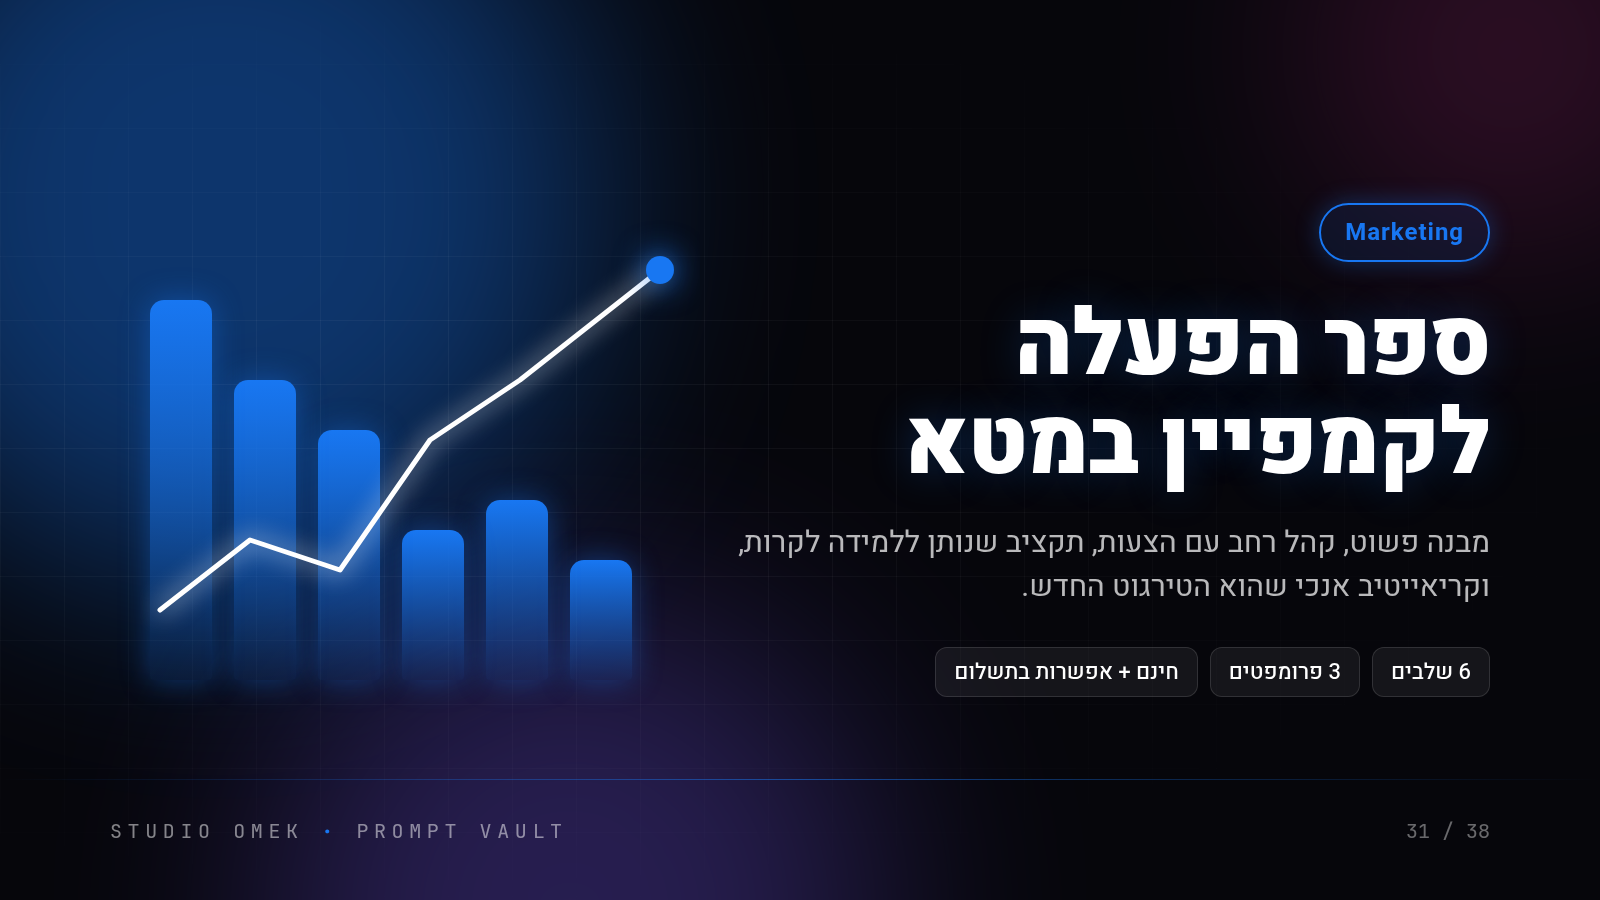 Marketing
ספר הפעלה
לקמפיין במטא
מבנה פשוט, קהל רחב עם הצעות, תקציב שנותן ללמידה לקרות,
וקריאייטיב אנכי שהוא הטירגוט החדש.
6 שלבים
3 פרומפטים
חינם + אפשרות בתשלום
STUDIO OMEK · PROMPT VAULT
31 / 38